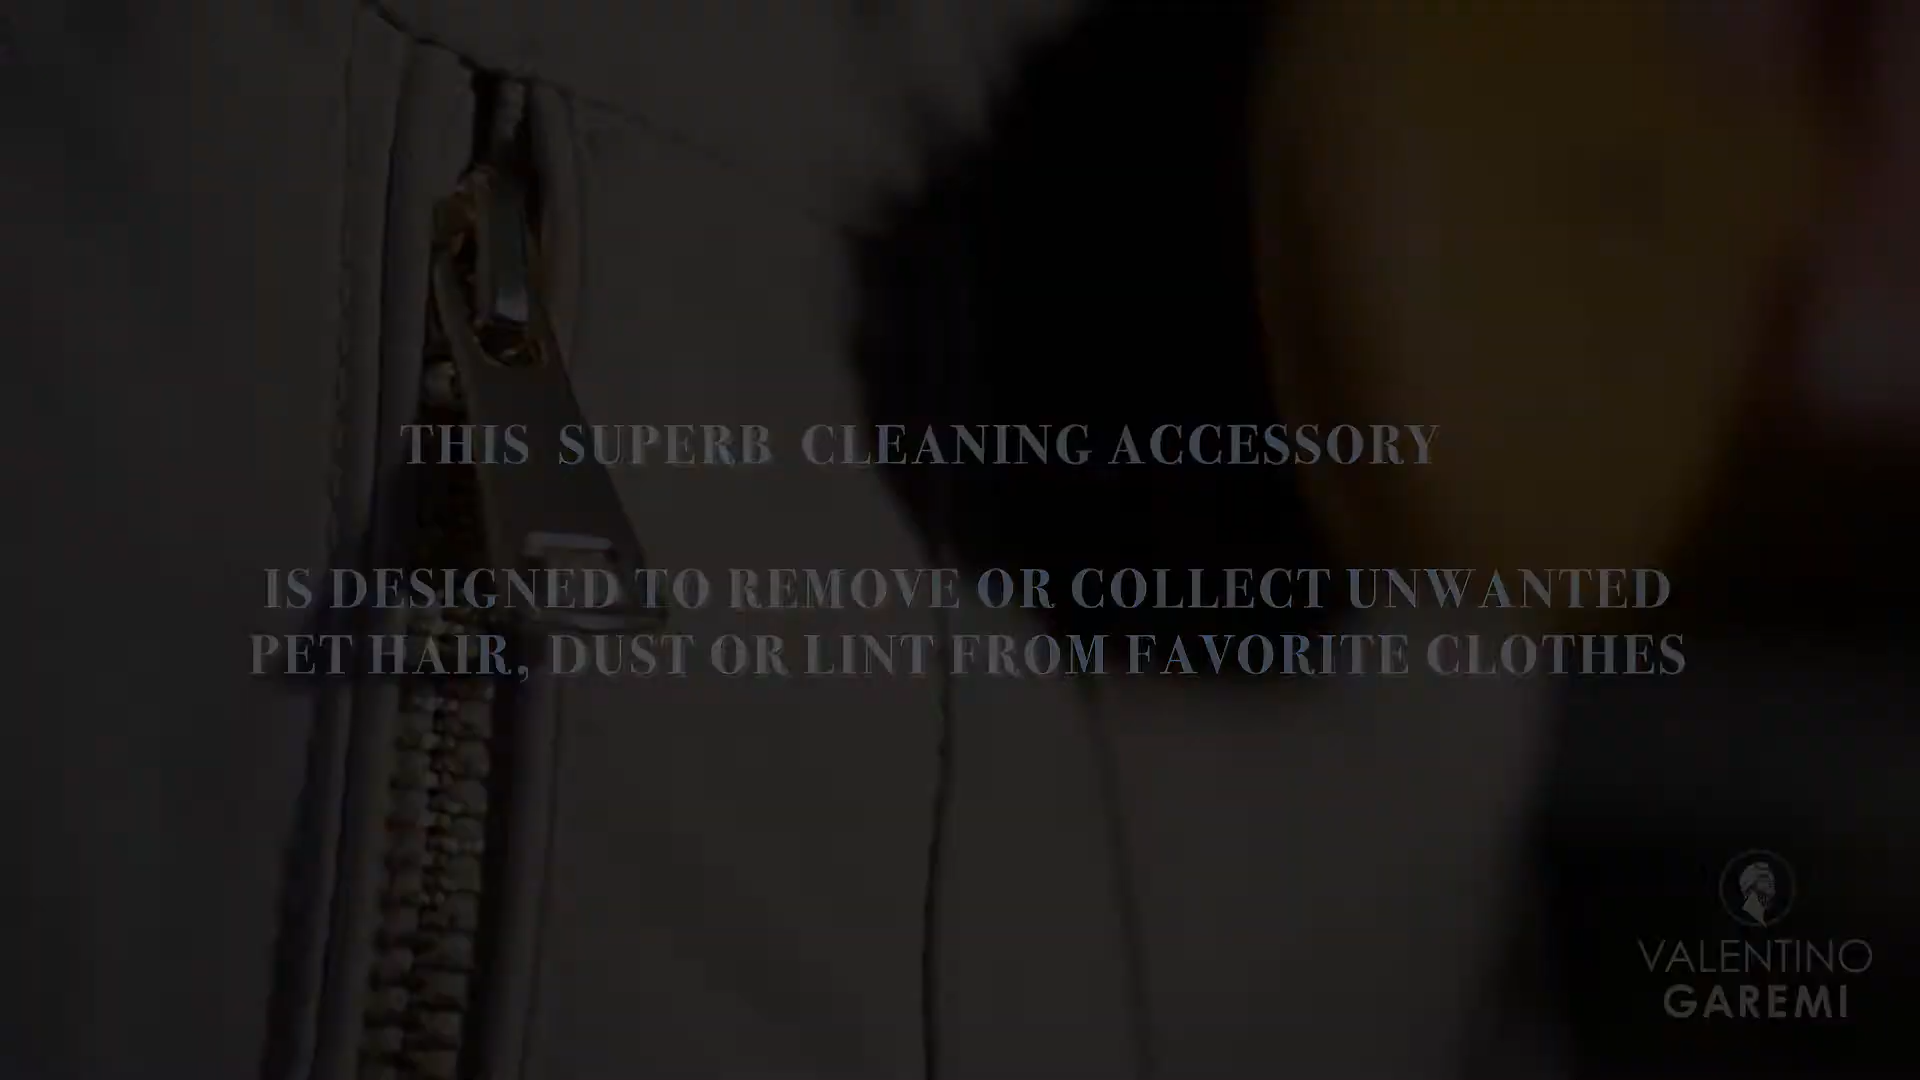 THIS SUPERB CLEANING ACCESSORY
IS DESIGNED TO REMOVE OR COLLECT UNWANTED
PET HAIR, DUST OR LINT FROM FAVORITE CLOTHES
VALENTINO
GAREMI